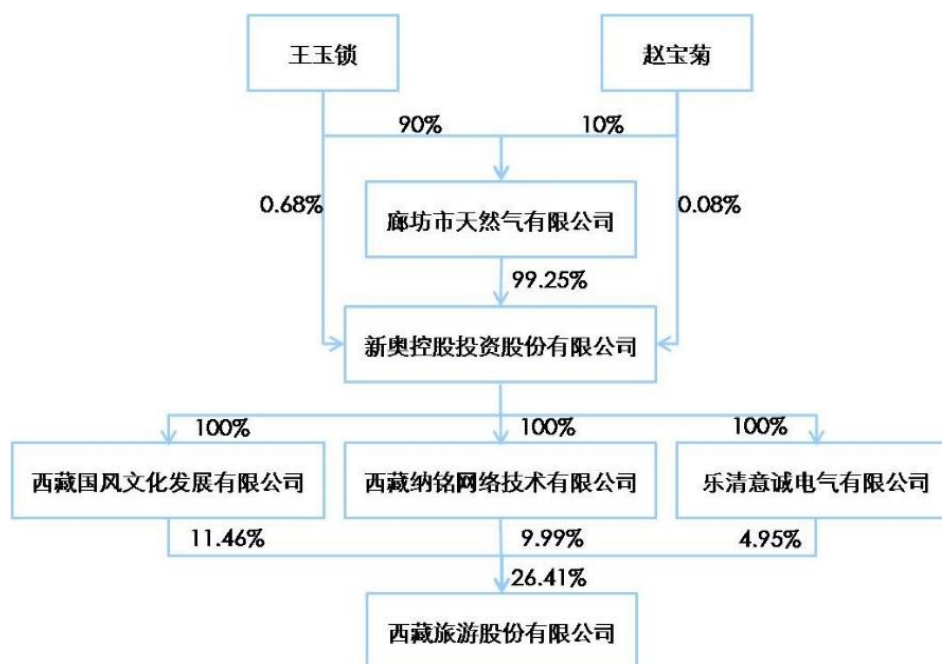 王玉锁
赵宝菊
90%
10%
0.68%
0.08%
廊坊市天然气有限公司
99.25%
新奥控股投资股份有限公司
100%
100%
100%
西藏国风文化发展有限公司
西藏纳铭网络技术有限公司
乐清意诚电气有限公司
11.46%
9.99%
4.95%
26.41%
西藏旅游股份有限公司